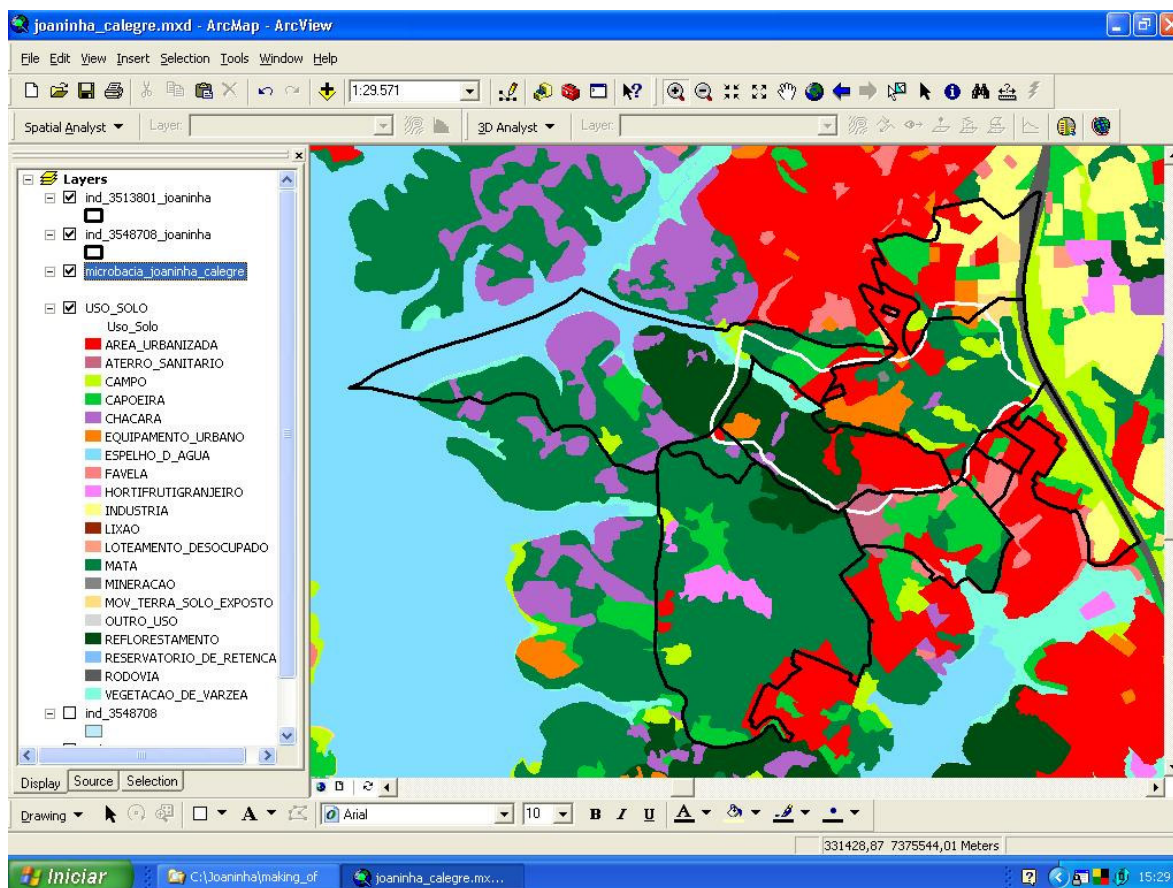 joaninha_calegre.mxd - ArcMap - ArcView
File Edit View Insert Selection Tools Window Help
1:29.571
Spatial Analyst Layer: 3D Analyst Layer:
Layers
ind_3513801_joaninha
ind_3548708_joaninha
microbacia_joaninha_calegre
USO_SOLO
Uso_Solo
AREA_URBANIZADA
ATERRO_SANITARIO
CAMPO
CAPOEIRA
CHACARA
EQUIPAMENTO_URBANO
ESPELHO_D_AGUA
FAVELA
HORTIFRUTIGRANJEIRO
INDUSTRIA
LIXAO
LOTEAMENTO_DESOCUPADO
MATA
MINERACAO
MOV_TERRA_SOLO_EXPOSTO
OUTRO_USO
REFLORESTAMENTO
RESERVATORIO_DE_RETENCA
RODOVIA
VEGETACAO_DE_VARZEA
ind_3548708
Display Source Selection
Drawing A Arial 10 B I U A
331428,87 7375544,01 Meters
Iniciar C:\Joaninha\making_of joaninha_calegre.mx... 15:29